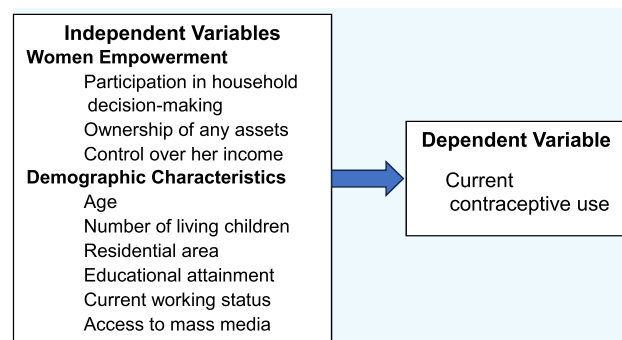 Independent Variables
Women Empowerment
Participation in household
decision-making
Ownership of any assets
Control over her income
Demographic Characteristics
Age
Number of living children
Residential area
Educational attainment
Current working status
Access to mass media
Dependent Variable
Current
contraceptive use